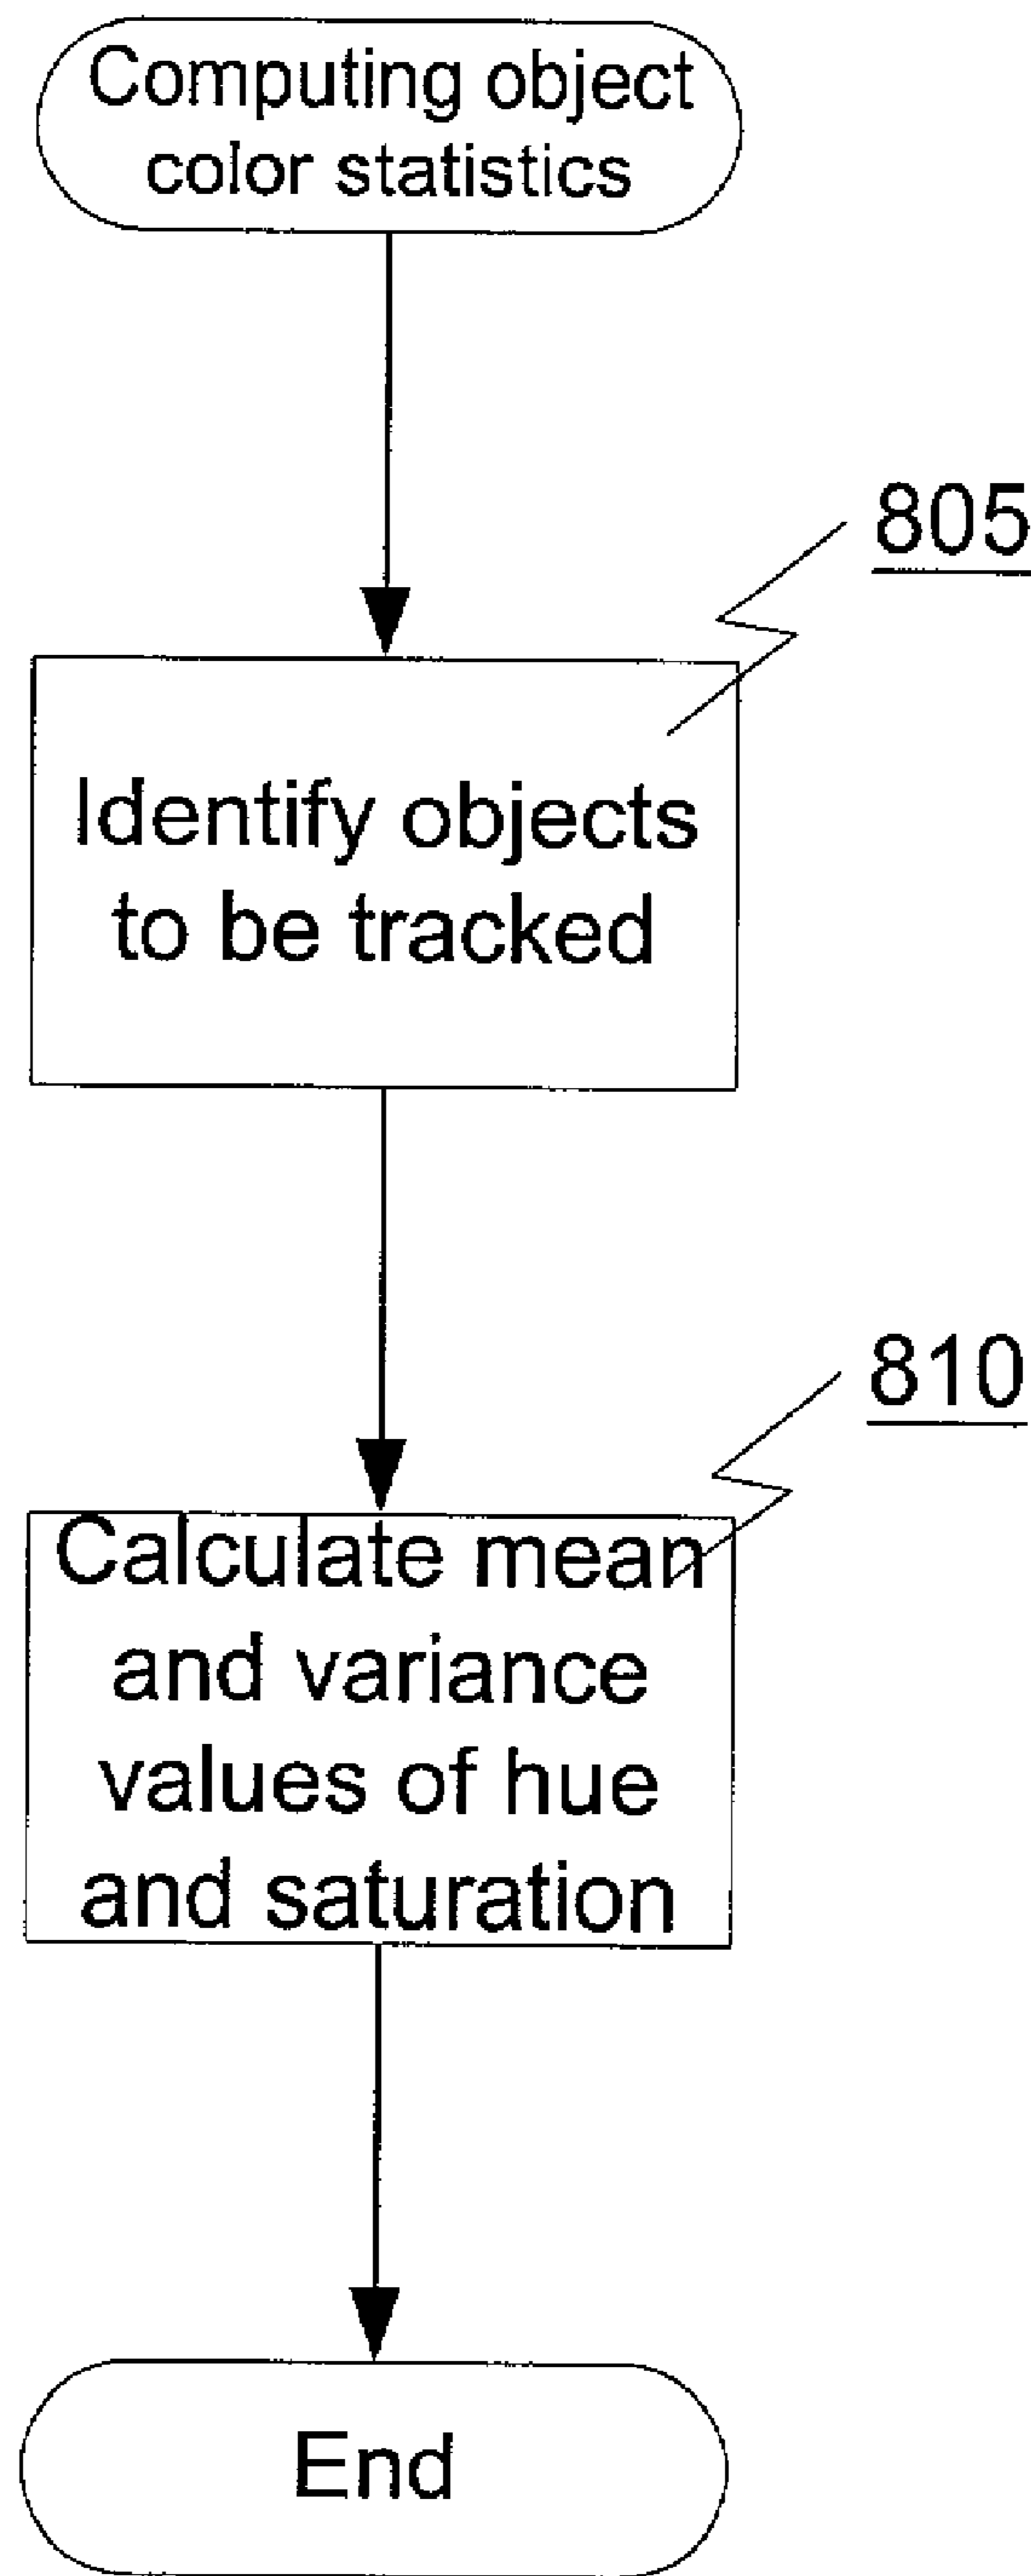 Computing object
color statistics
805
Identify objects
to be tracked
810
Calculate mean
and variance
values of hue
and saturation
End